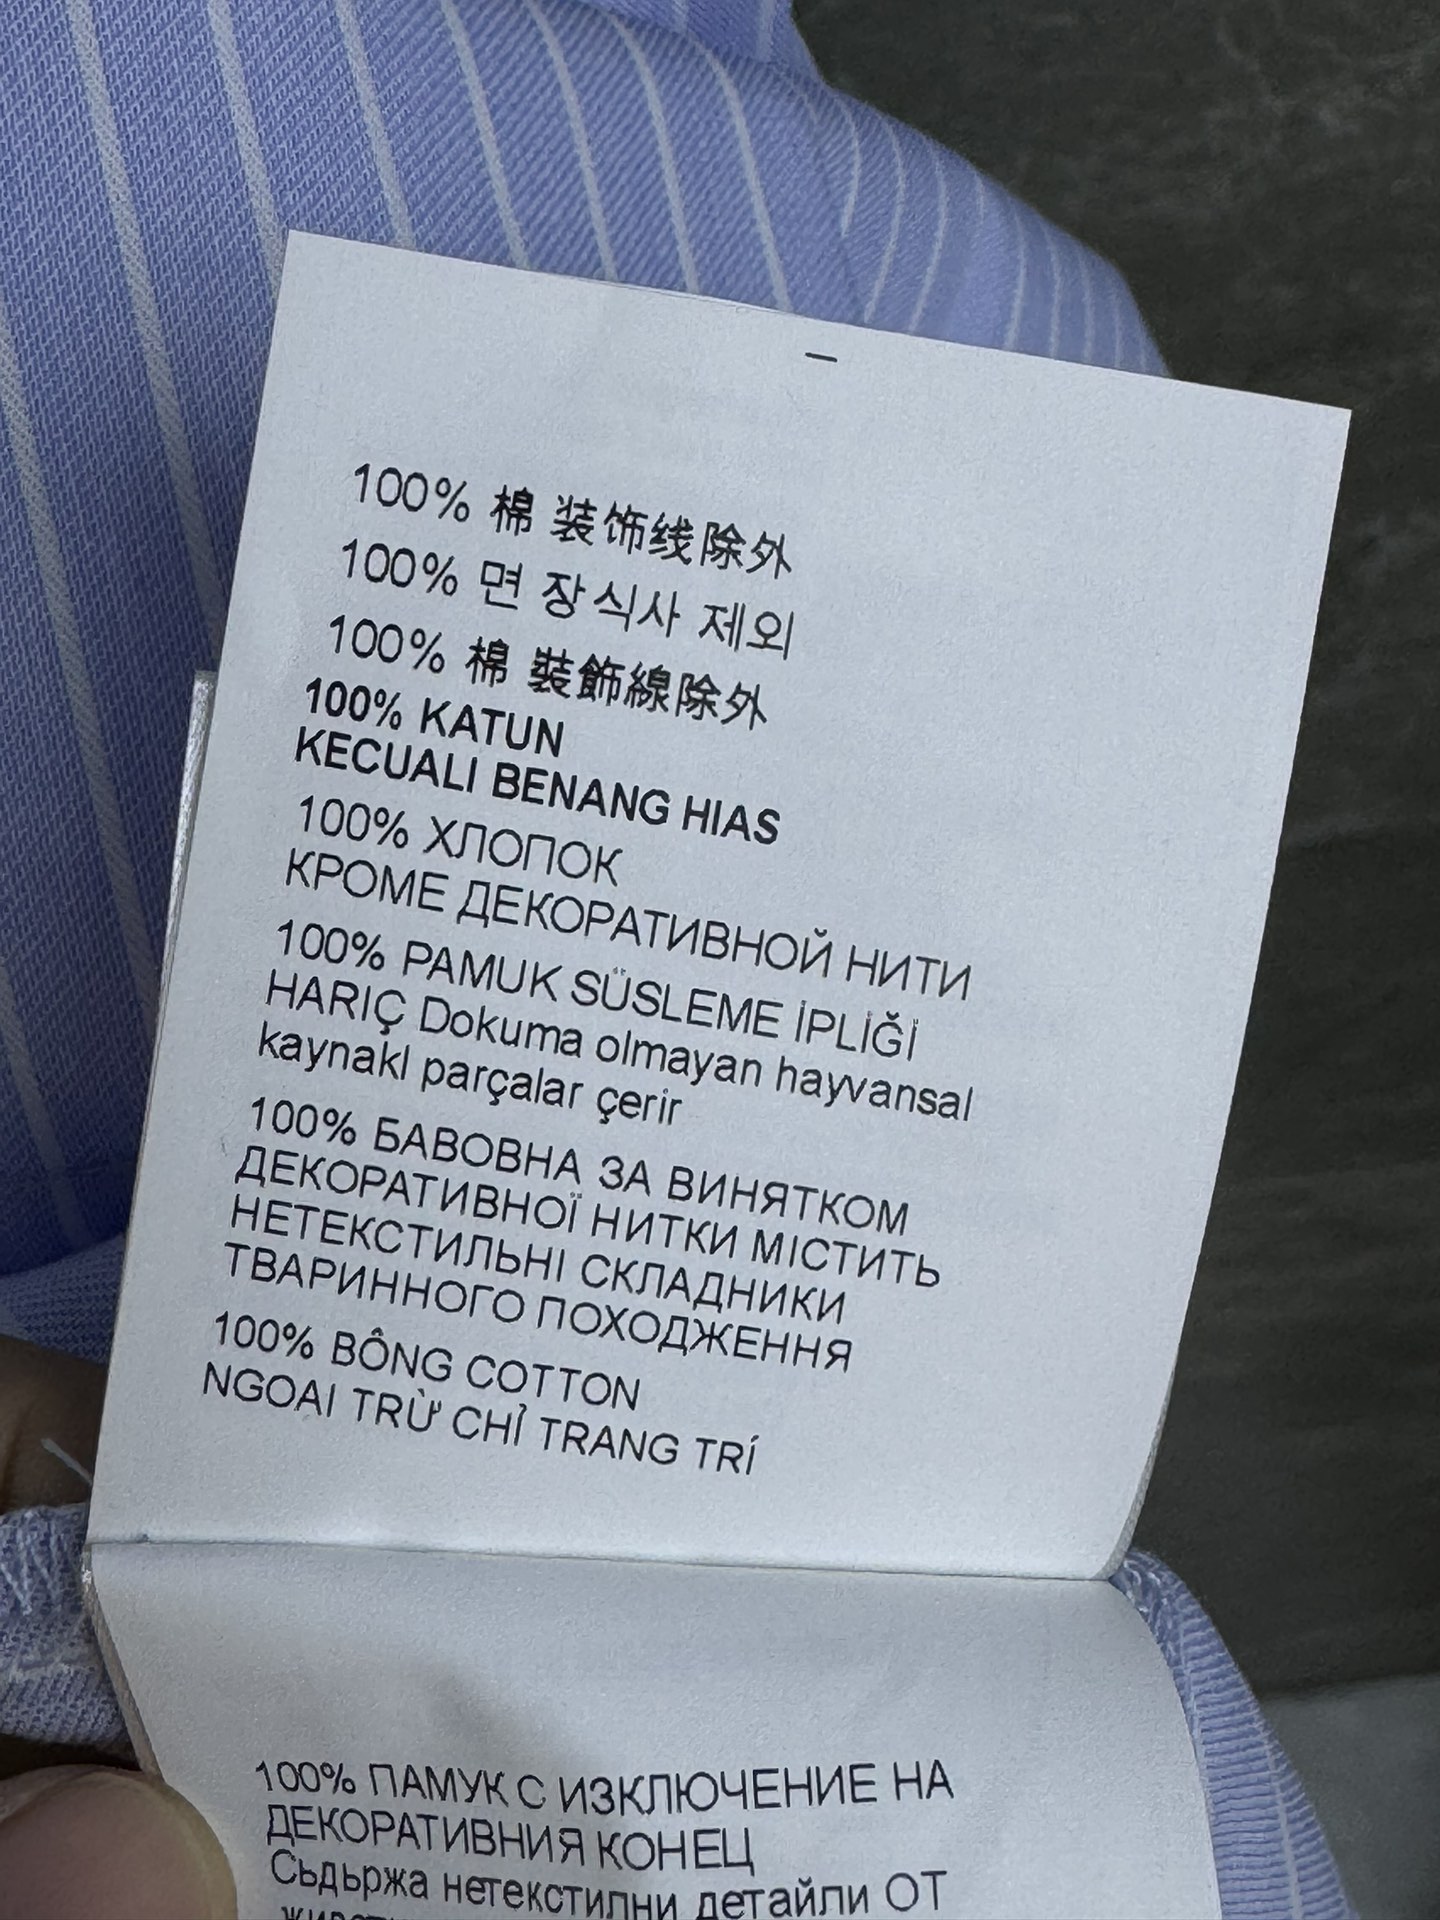 100% 棉 装饰线除外
100% 면 장식사 제외
100% 棉 裝飾線除外
100% KATUN
KECUALI BENANG HIAS
100% ХЛОПОК
КРОМЕ ДЕКОРАТИВНОЙ НИТИ
100% PAMUK SÜSLEME İPLİĞİ
HARIÇ Dokuma olmayan hayvansal
kaynakl parçalar çerir
100% БАВОВНА ЗА ВИНЯТКОМ
ДЕКОРАТИВНОЇ НИТКИ МІСТИТЬ
НЕТЕКСТИЛЬНІ СКЛАДНИКИ
ТВАРИННОГО ПОХОДЖЕННЯ
100% BÔNG COTTON
NGOAI TRỪ CHỈ TRANG TRÍ
100% ПАМУК С ИЗКЛЮЧЕНИЕ НА
ДЕКОРАТИВНИЯ КОНЕЦ
Съдържа нетекстилни детайли ОТ